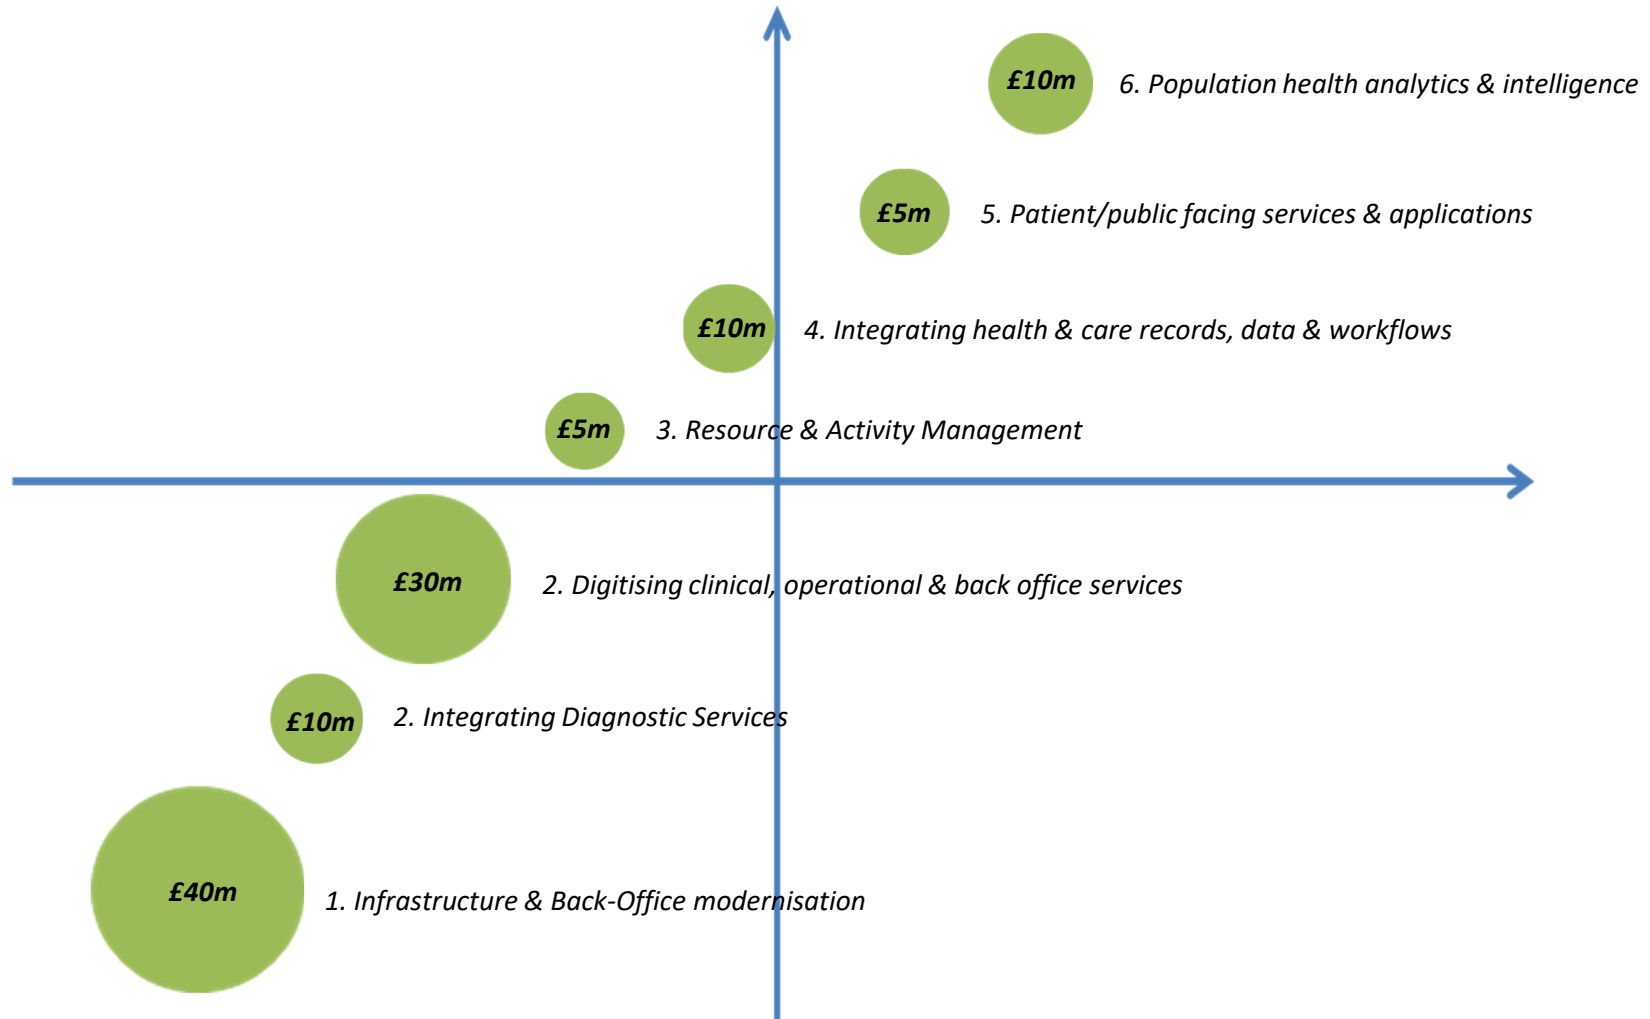 £10m 6. Population health analytics & intelligence
£5m 5. Patient/public facing services & applications
£10m 4. Integrating health & care records, data & workflows
£5m 3. Resource & Activity Management
£30m 2. Digitising clinical, operational & back office services
£10m 2. Integrating Diagnostic Services
£40m 1. Infrastructure & Back-Office modernisation